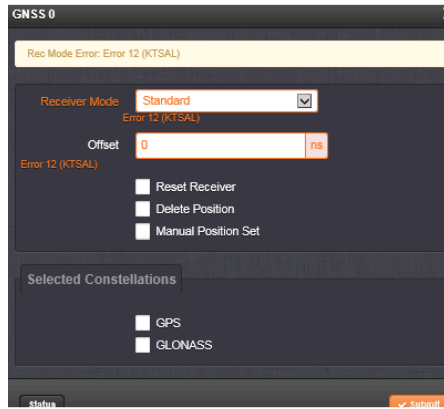 GNSS 0
Rec Mode Error: Error 12 (KTSAL)
Receiver Mode Standard
Error 12 (KTSAL)
Offset 0 ns
Error 12 (KTSAL)
Reset Receiver
Delete Position
Manual Position Set
Selected Constellations
GPS
GLONASS
Status Submit